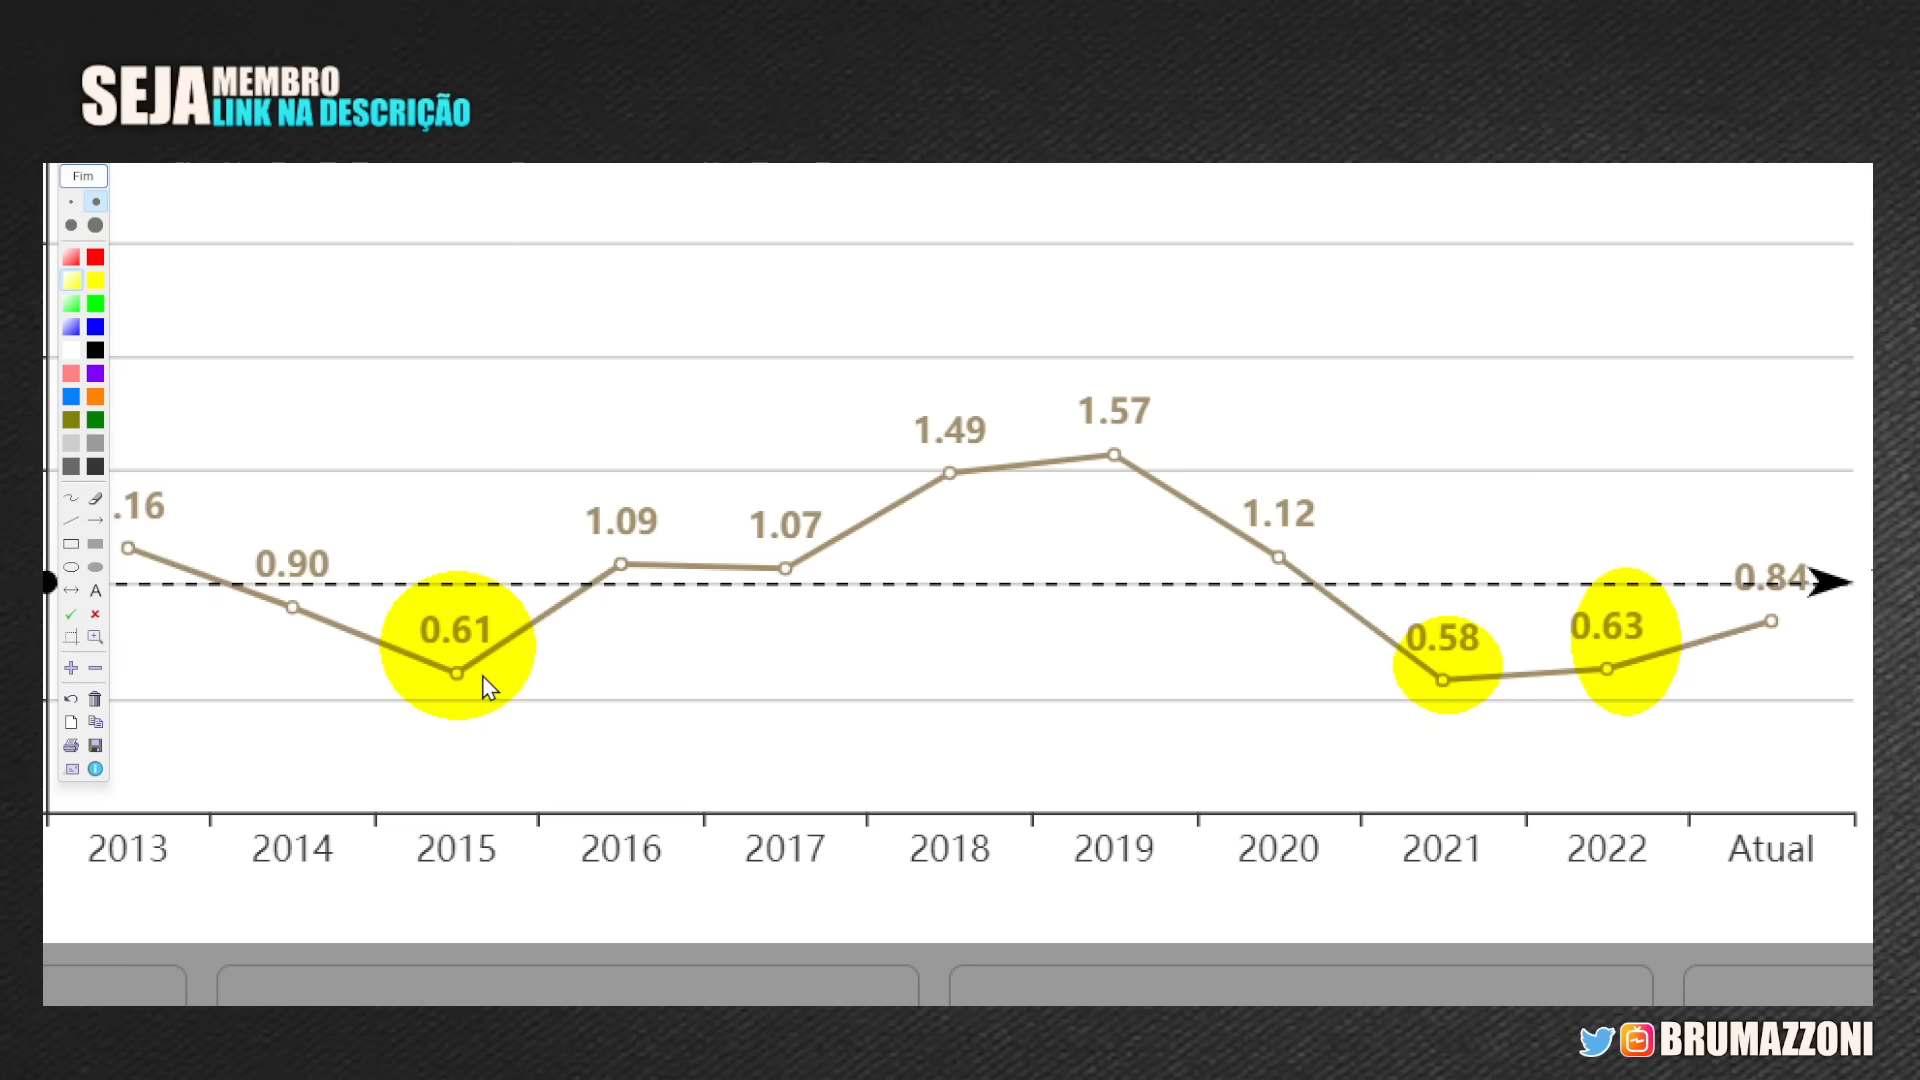 SEJA MEMBRO
LINK NA DESCRIÇÃO
Fim
1.57
1.49
.16
1.09
1.07
1.12
0.90
0.84
0.61
0.58
0.63
A
2013 2014 2015 2016 2017 2018 2019 2020 2021 2022 Atual
BRUMAZZONI